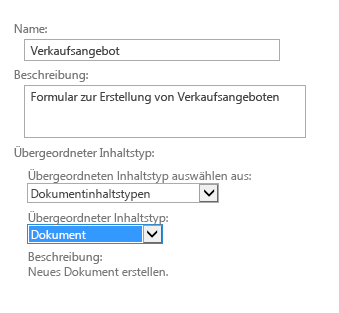 Name:
Verkaufsangebot
Beschreibung:
Formular zur Erstellung von Verkaufsangeboten
Übergeordneter Inhaltstyp:
Übergeordneten Inhaltstyp auswählen aus:
Dokumentinhaltstypen
Übergeordneter Inhaltstyp:
Dokument
Beschreibung:
Neues Dokument erstellen.